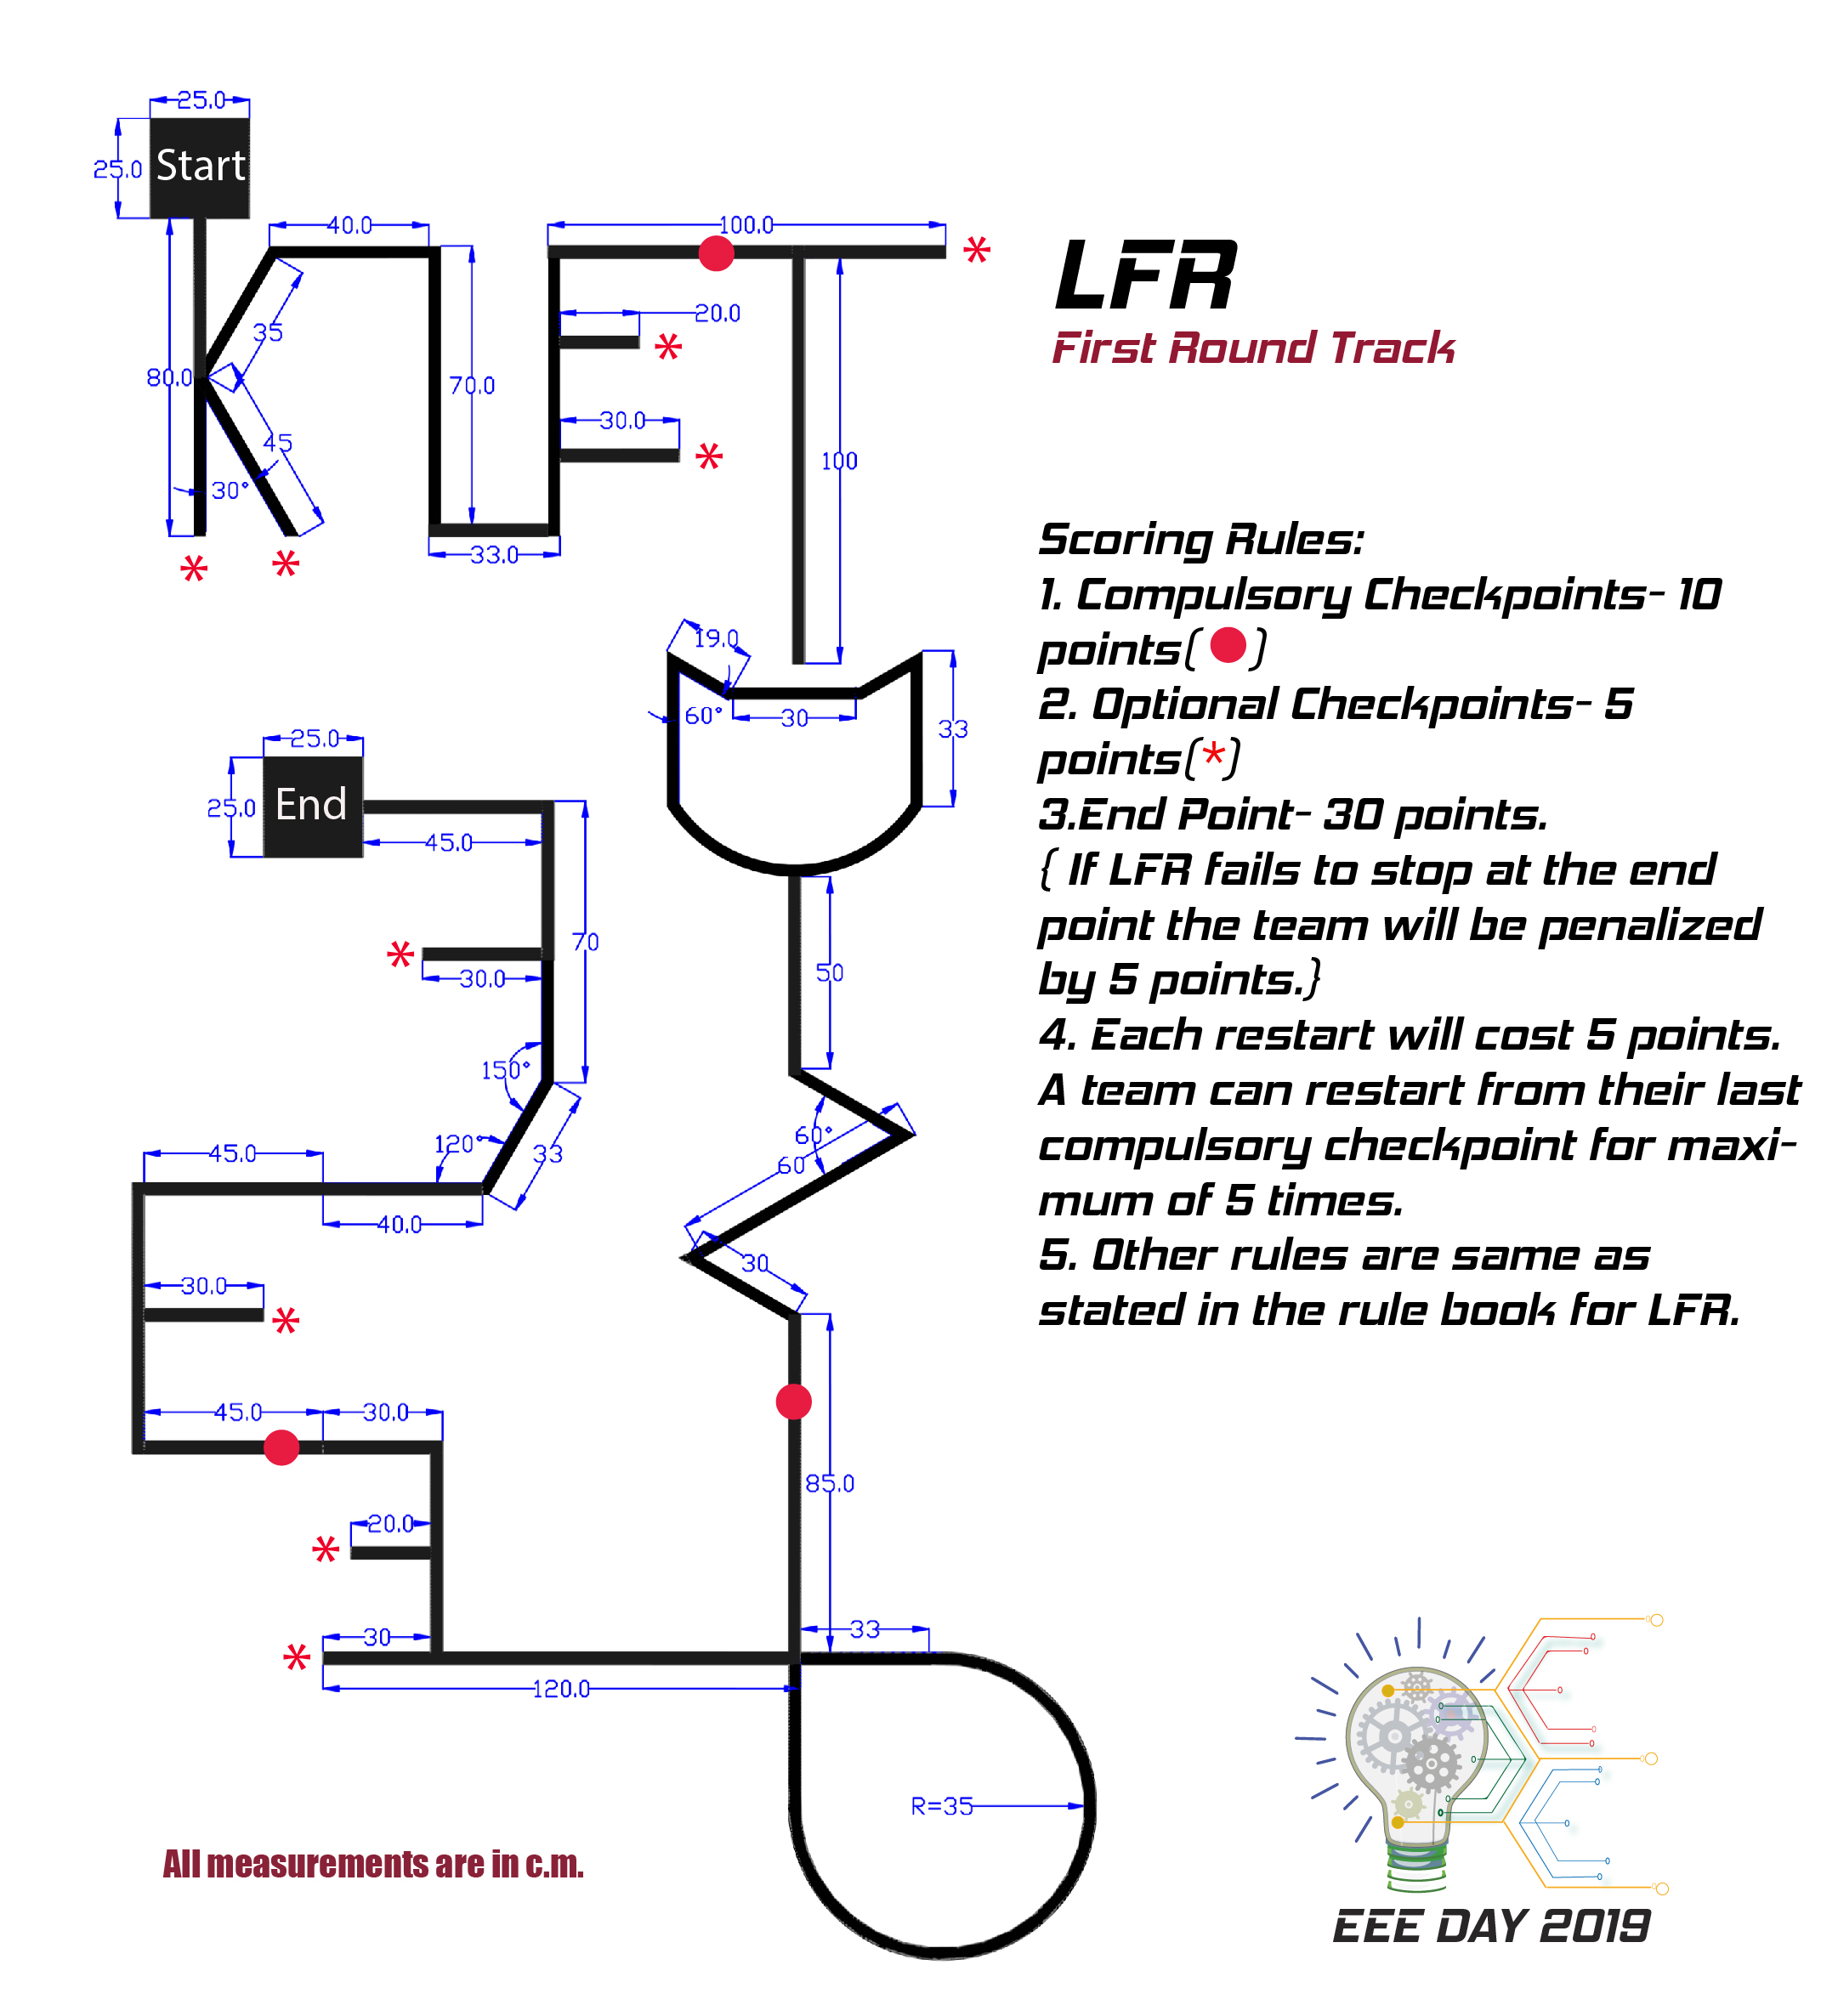 25.0
25.0
Start
40.0
100.0
LFR
First Round Track
20.0
35
80.0
70.0
30.0
45
100
30°
33.0
Scoring Rules:
1. Compulsory Checkpoints- 10
points( )
2. Optional Checkpoints- 5
points(*)
3.End Point- 30 points.
{ If LFR fails to stop at the end
point the team will be penalized
by 5 points.}
4. Each restart will cost 5 points.
A team can restart from their last
compulsory checkpoint for maxi-
mum of 5 times.
5. Other rules are same as
stated in the rule book for LFR.
19.0
60°
30
33
25.0
25.0
End
45.0
70
30.0
50
150°
120°
33
60°
60
45.0
40.0
30
30.0
45.0
30.0
85.0
20.0
30
33
120.0
R=35
All measurements are in c.m.
EEE DAY 2019